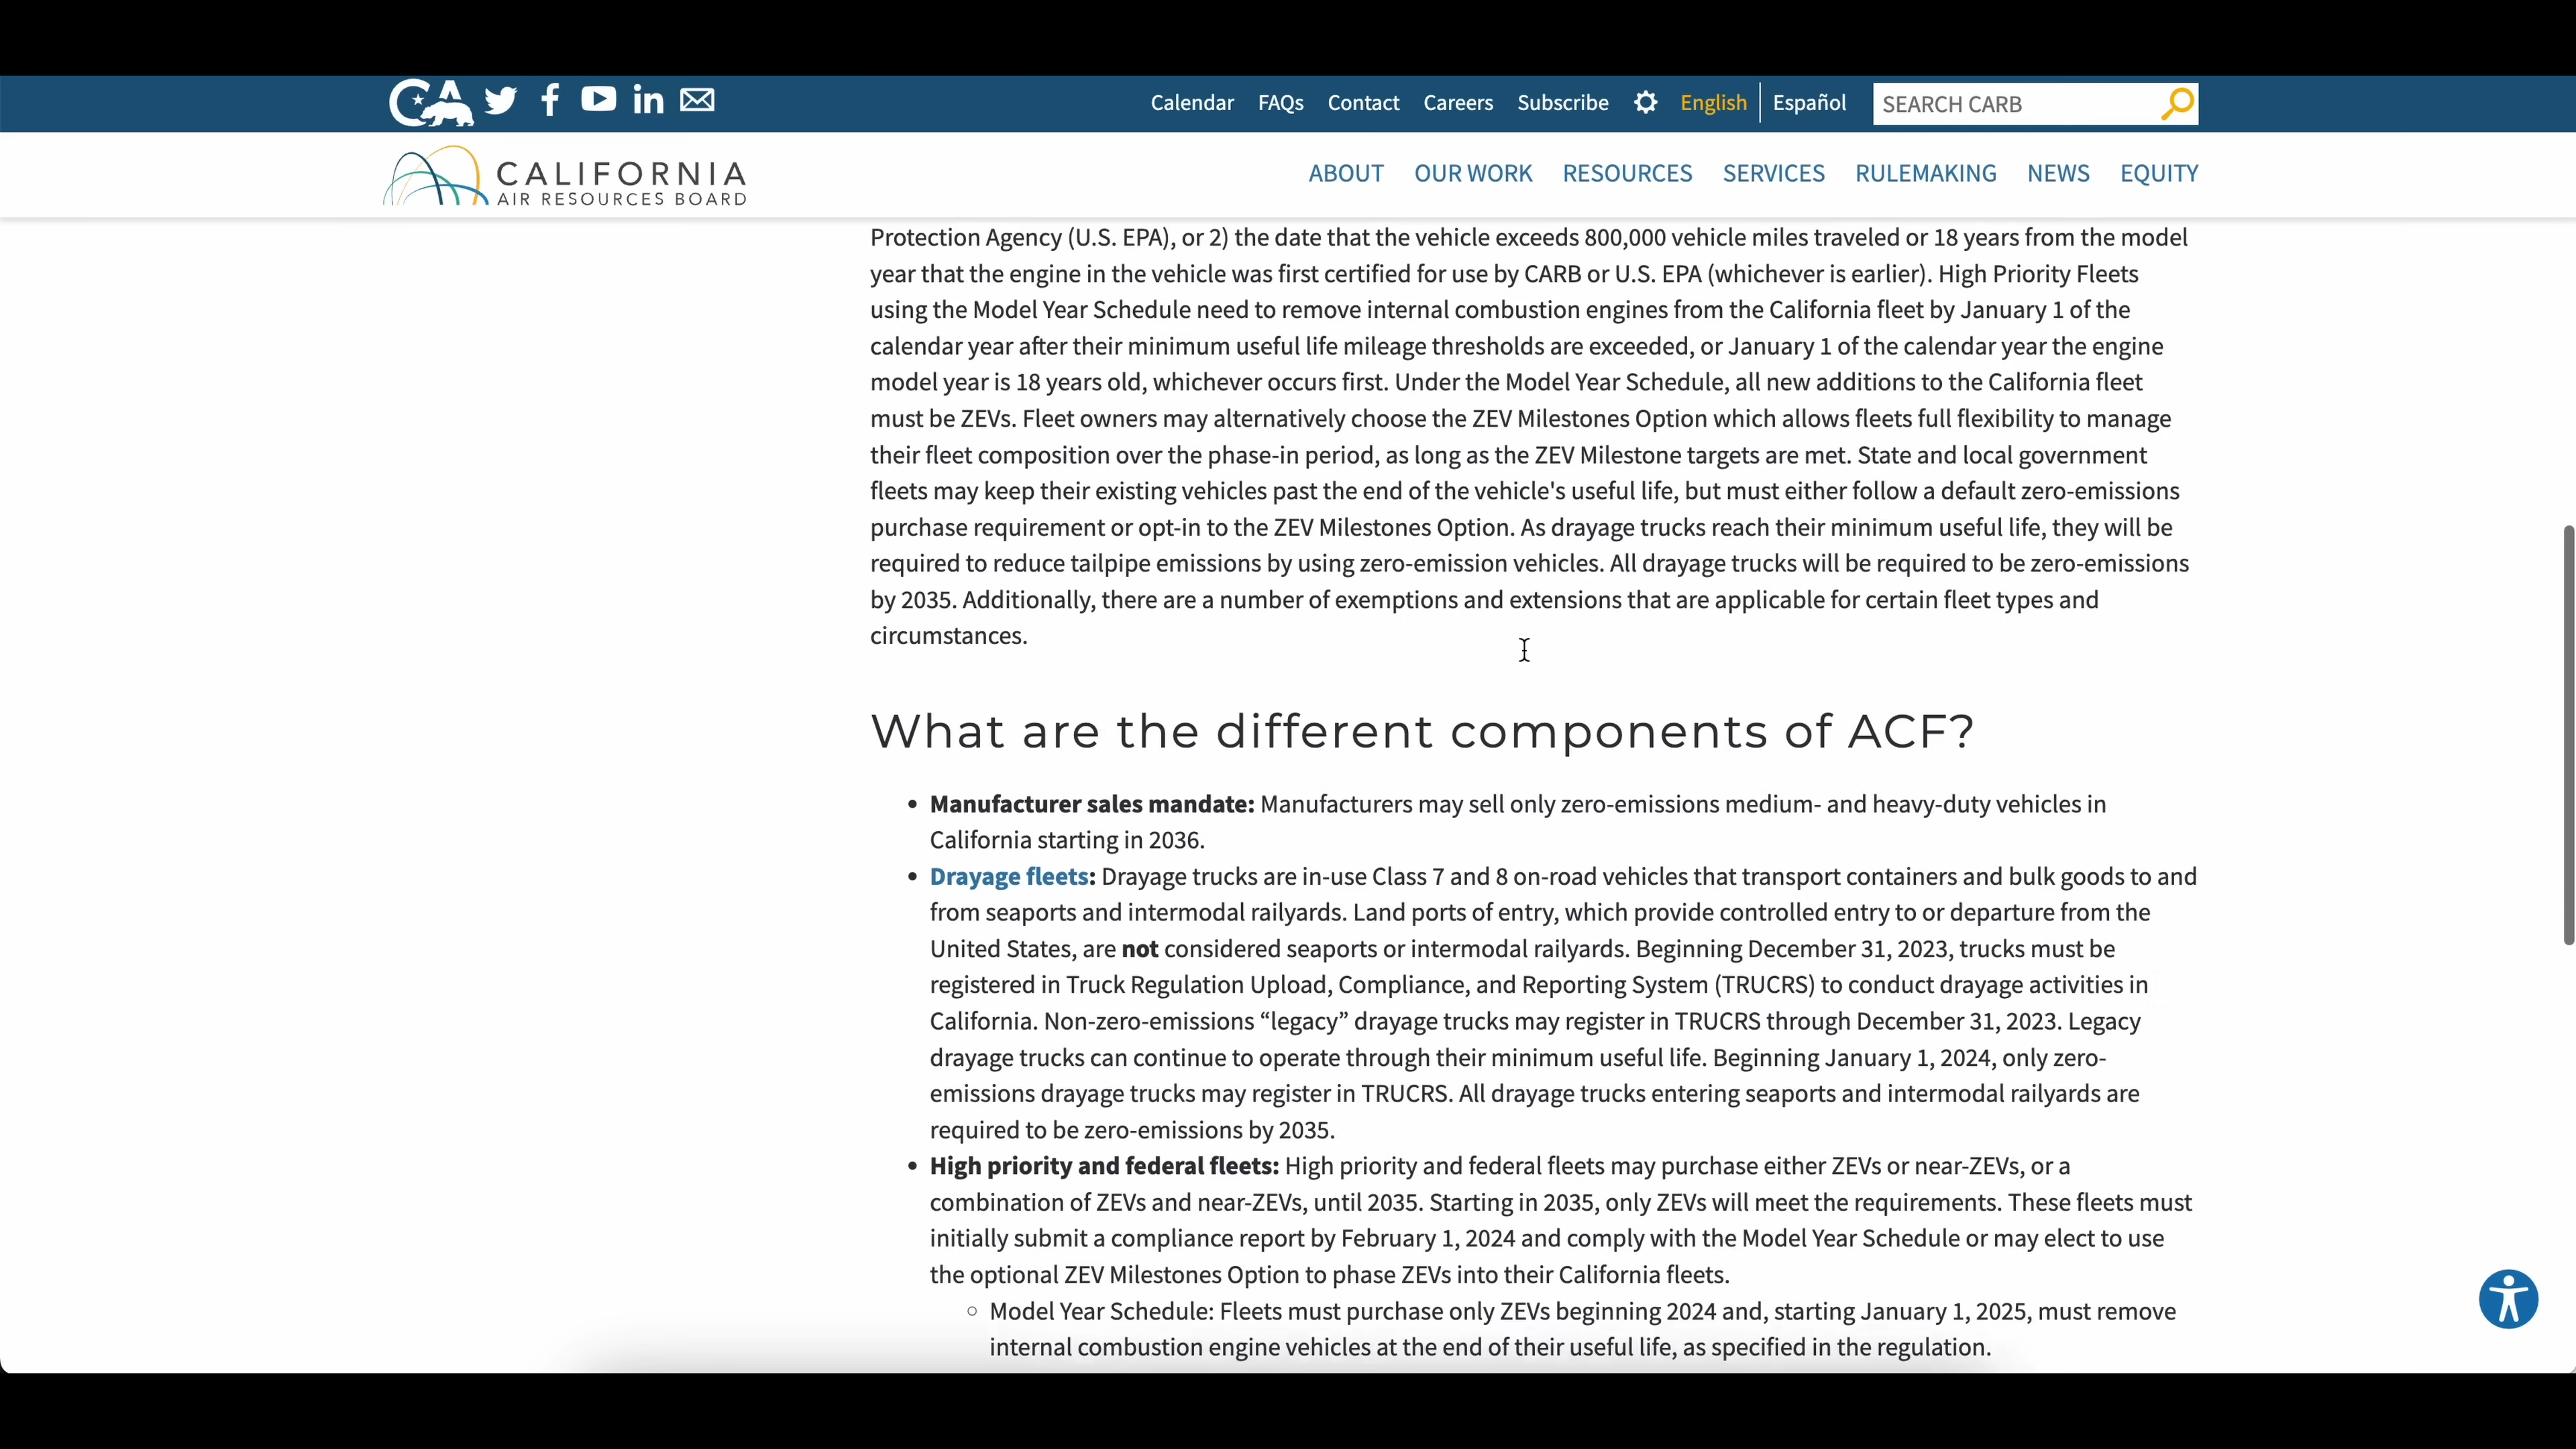 CA
Calendar FAQs Contact Careers Subscribe English Español SEARCH CARB
CALIFORNIA
AIR RESOURCES BOARD
ABOUT OUR WORK RESOURCES SERVICES RULEMAKING NEWS EQUITY
Protection Agency (U.S. EPA), or 2) the date that the vehicle exceeds 800,000 vehicle miles traveled or 18 years from the model
year that the engine in the vehicle was first certified for use by CARB or U.S. EPA (whichever is earlier). High Priority Fleets
using the Model Year Schedule need to remove internal combustion engines from the California fleet by January 1 of the
calendar year after their minimum useful life mileage thresholds are exceeded, or January 1 of the calendar year the engine
model year is 18 years old, whichever occurs first. Under the Model Year Schedule, all new additions to the California fleet
must be ZEVs. Fleet owners may alternatively choose the ZEV Milestones Option which allows fleets full flexibility to manage
their fleet composition over the phase-in period, as long as the ZEV Milestone targets are met. State and local government
fleets may keep their existing vehicles past the end of the vehicle's useful life, but must either follow a default zero-emissions
purchase requirement or opt-in to the ZEV Milestones Option. As drayage trucks reach their minimum useful life, they will be
required to reduce tailpipe emissions by using zero-emission vehicles. All drayage trucks will be required to be zero-emissions
by 2035. Additionally, there are a number of exemptions and extensions that are applicable for certain fleet types and
circumstances.
What are the different components of ACF?
• Manufacturer sales mandate: Manufacturers may sell only zero-emissions medium- and heavy-duty vehicles in
California starting in 2036.
• Drayage fleets: Drayage trucks are in-use Class 7 and 8 on-road vehicles that transport containers and bulk goods to and
from seaports and intermodal railyards. Land ports of entry, which provide controlled entry to or departure from the
United States, are not considered seaports or intermodal railyards. Beginning December 31, 2023, trucks must be
registered in Truck Regulation Upload, Compliance, and Reporting System (TRUCRS) to conduct drayage activities in
California. Non-zero-emissions “legacy” drayage trucks may register in TRUCRS through December 31, 2023. Legacy
drayage trucks can continue to operate through their minimum useful life. Beginning January 1, 2024, only zero-
emissions drayage trucks may register in TRUCRS. All drayage trucks entering seaports and intermodal railyards are
required to be zero-emissions by 2035.
• High priority and federal fleets: High priority and federal fleets may purchase either ZEVs or near-ZEVs, or a
combination of ZEVs and near-ZEVs, until 2035. Starting in 2035, only ZEVs will meet the requirements. These fleets must
initially submit a compliance report by February 1, 2024 and comply with the Model Year Schedule or may elect to use
the optional ZEV Milestones Option to phase ZEVs into their California fleets.
○ Model Year Schedule: Fleets must purchase only ZEVs beginning 2024 and, starting January 1, 2025, must remove
internal combustion engine vehicles at the end of their useful life, as specified in the regulation.